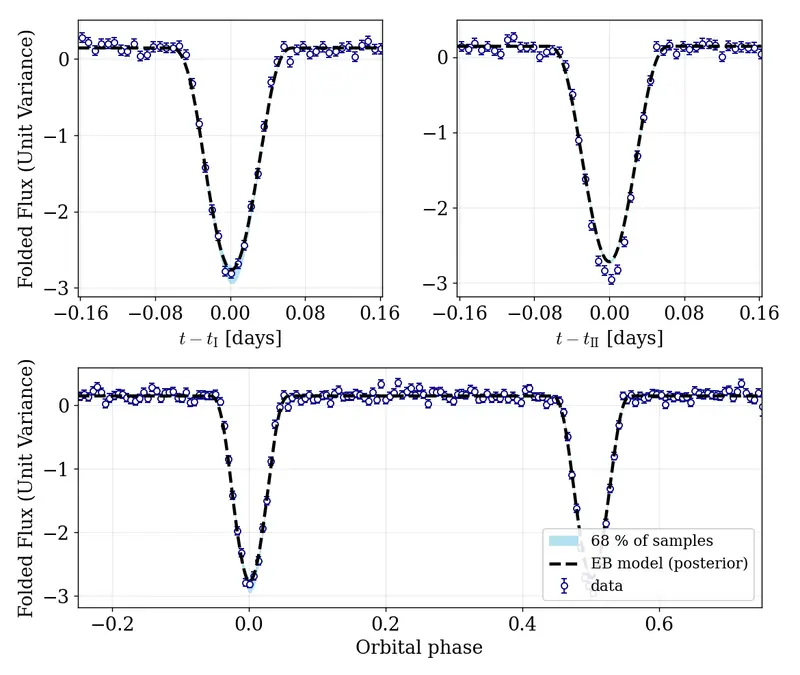 Folded Flux (Unit Variance)
0
−1
−2
−3
−0.16 −0.08 0.00 0.08 0.16
t − tI [days]
0
−1
−2
−3
−0.16 −0.08 0.00 0.08 0.16
t − tII [days]
Folded Flux (Unit Variance)
0
−1
−2
−3
68 % of samples
EB model (posterior)
data
−0.2 0.0 0.2 0.4 0.6
Orbital phase